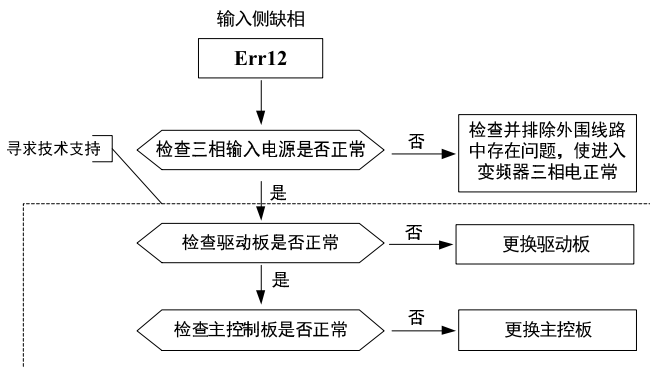 输入侧缺相
Err12
寻求技术支持
检查三相输入电源是否正常
否
检查并排除外围线路
中存在问题，使进入
变频器三相电正常
是
检查驱动板是否正常
否
更换驱动板
是
检查主控制板是否正常
否
更换主控板